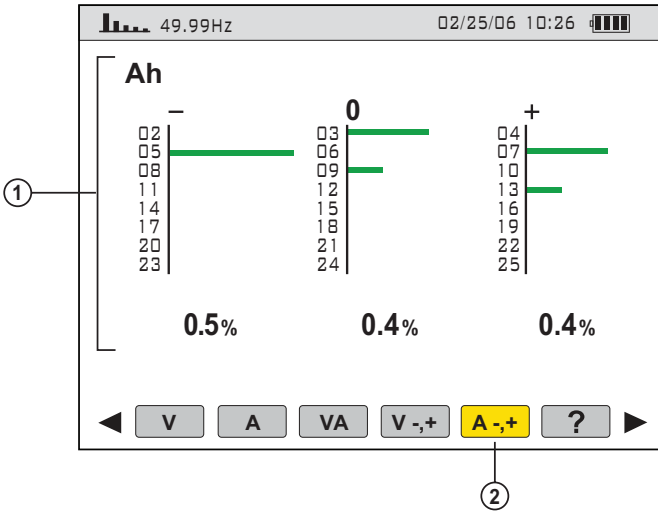 49.99Hz 02/25/06 10:26
Ah
− 0 +
02 03 04
05 06 07
08 09 10
11 12 13
14 15 16
17 18 19
20 21 22
23 24 25
1
0.5% 0.4% 0.4%
V A VA V -,+ A -,+ ?
2